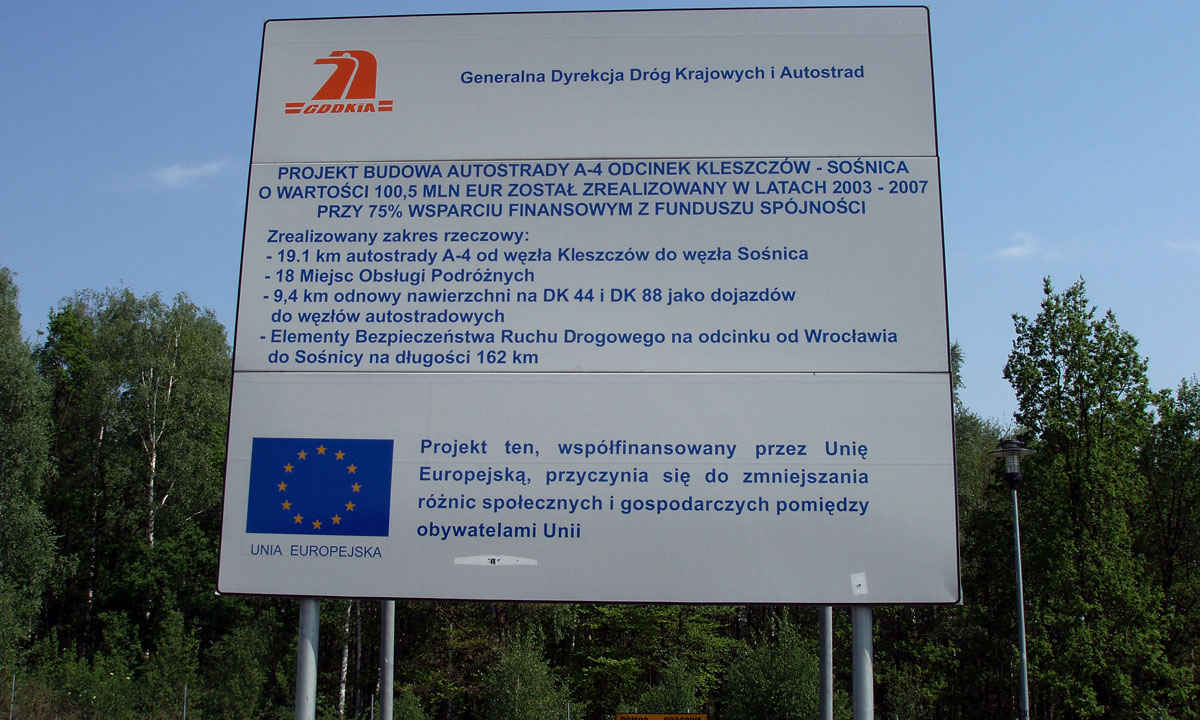 GDDKiA
Generalna Dyrekcja Dróg Krajowych i Autostrad
PROJEKT BUDOWA AUTOSTRADY A-4 ODCINEK KLESZCZÓW - SOŚNICA
O WARTOŚCI 100,5 MLN EUR ZOSTAŁ ZREALIZOWANY W LATACH 2003 - 2007
PRZY 75% WSPARCIU FINANSOWYM Z FUNDUSZU SPÓJNOŚCI
Zrealizowany zakres rzeczowy:
- 19.1 km autostrady A-4 od węzła Kleszczów do węzła Sośnica
- 18 Miejsc Obsługi Podróżnych
- 9,4 km odnowy nawierzchni na DK 44 i DK 88 jako dojazdów
do węzłów autostradowych
- Elementy Bezpieczeństwa Ruchu Drogowego na odcinku od Wrocławia
do Sośnicy na długości 162 km
Projekt ten, współfinansowany przez Unię
Europejską, przyczynia się do zmniejszania
różnic społecznych i gospodarczych pomiędzy
obywatelami Unii
UNIA EUROPEJSKA